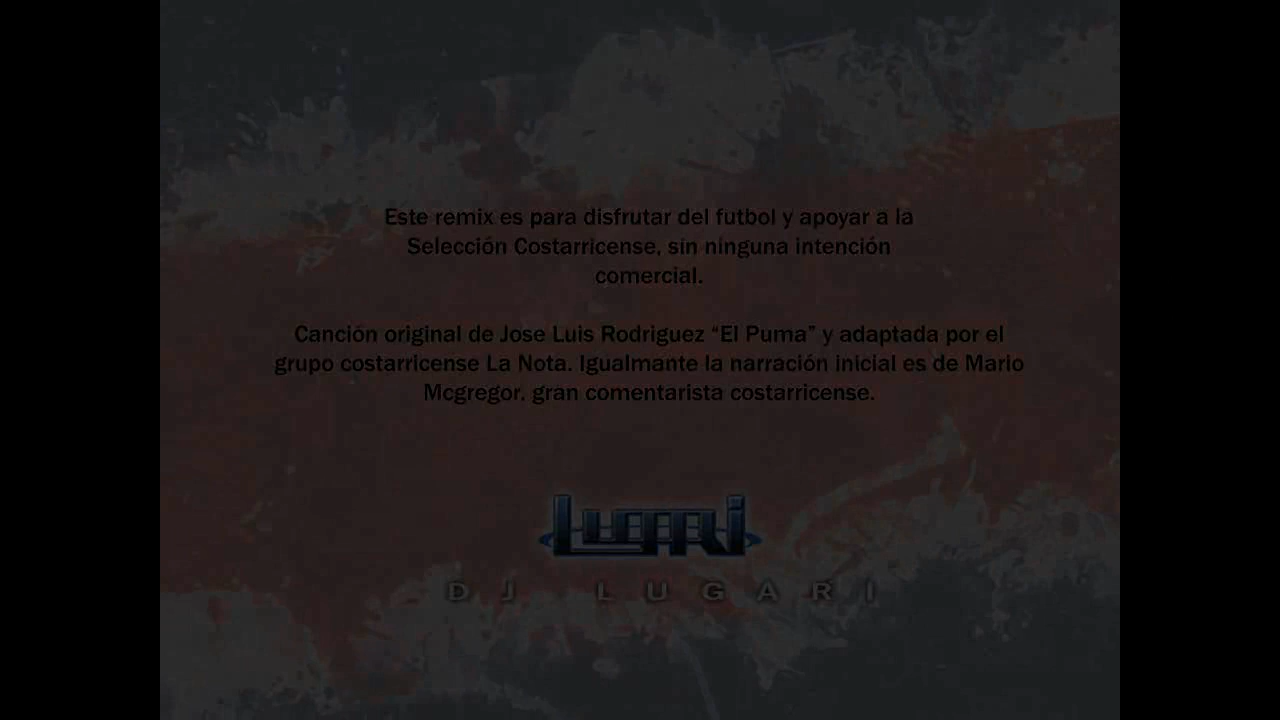 Este remix es para disfrutar del futbol y apoyar a la
Selección Costarricense, sin ninguna intención
comercial.
Canción original de Jose Luis Rodriguez “El Puma” y adaptada por el
grupo costarricense La Nota. Igualmante la narración inicial es de Mario
Mcgregor. gran comentarista costarricense.
LUGARI
DJ LUGARI